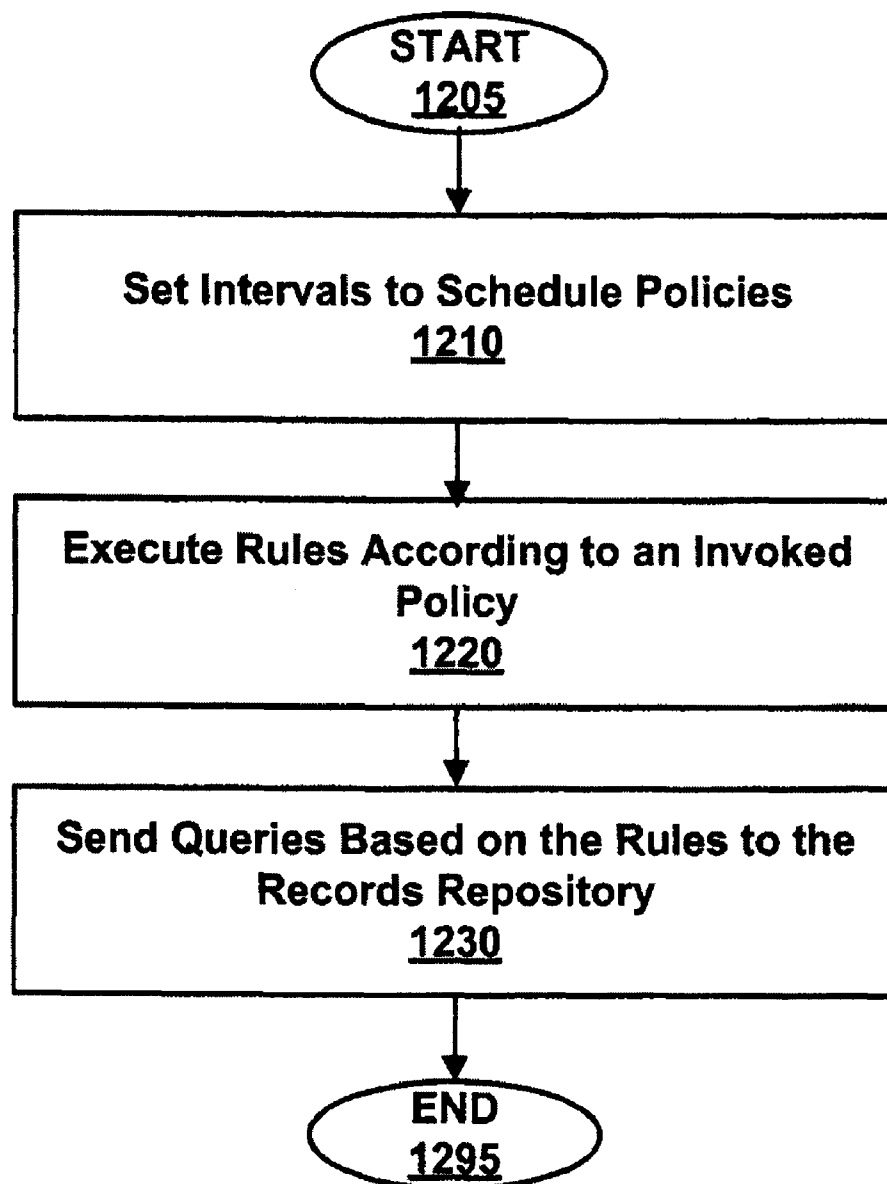 START
1205
Set Intervals to Schedule Policies
1210
Execute Rules According to an Invoked
Policy
1220
Send Queries Based on the Rules to the
Records Repository
1230
END
1295